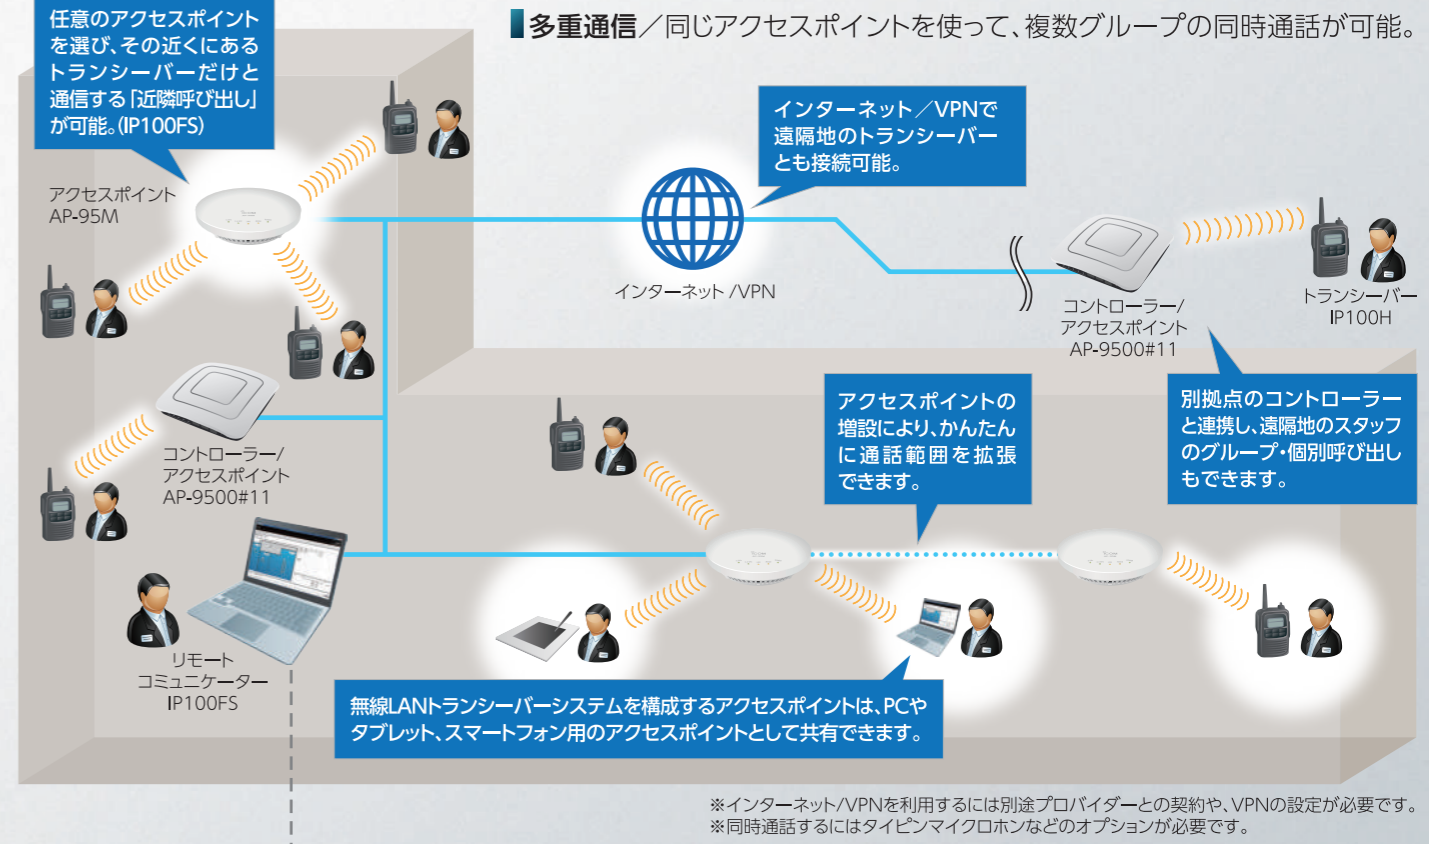 任意のアクセスポイント
を選び、その近くにある
トランシーバーだけと
通信する「近隣呼び出し」
が可能。(IP100FS)
多重通信／同じアクセスポイントを使って、複数グループの同時通話が可能。
インターネット／VPNで
遠隔地のトランシーバー
とも接続可能。
アクセスポイント
AP-95M
インターネット /VPN
コントローラー/
アクセスポイント
AP-9500#11
トランシーバー
IP100H
コントローラー/
アクセスポイント
AP-9500#11
アクセスポイントの
増設により、かんたん
に通話範囲を拡張
できます。
別拠点のコントローラー
と連携し、遠隔地のスタッフ
のグループ・個別呼び出し
もできます。
リモート
コミュニケーター
IP100FS
無線LANトランシーバーシステムを構成するアクセスポイントは、PCや
タブレット、スマートフォン用のアクセスポイントとして共有できます。
※インターネット/VPNを利用するには別途プロバイダーとの契約や、VPNの設定が必要です。
※同時通話するにはタイピンマイクロホンなどのオプションが必要です。